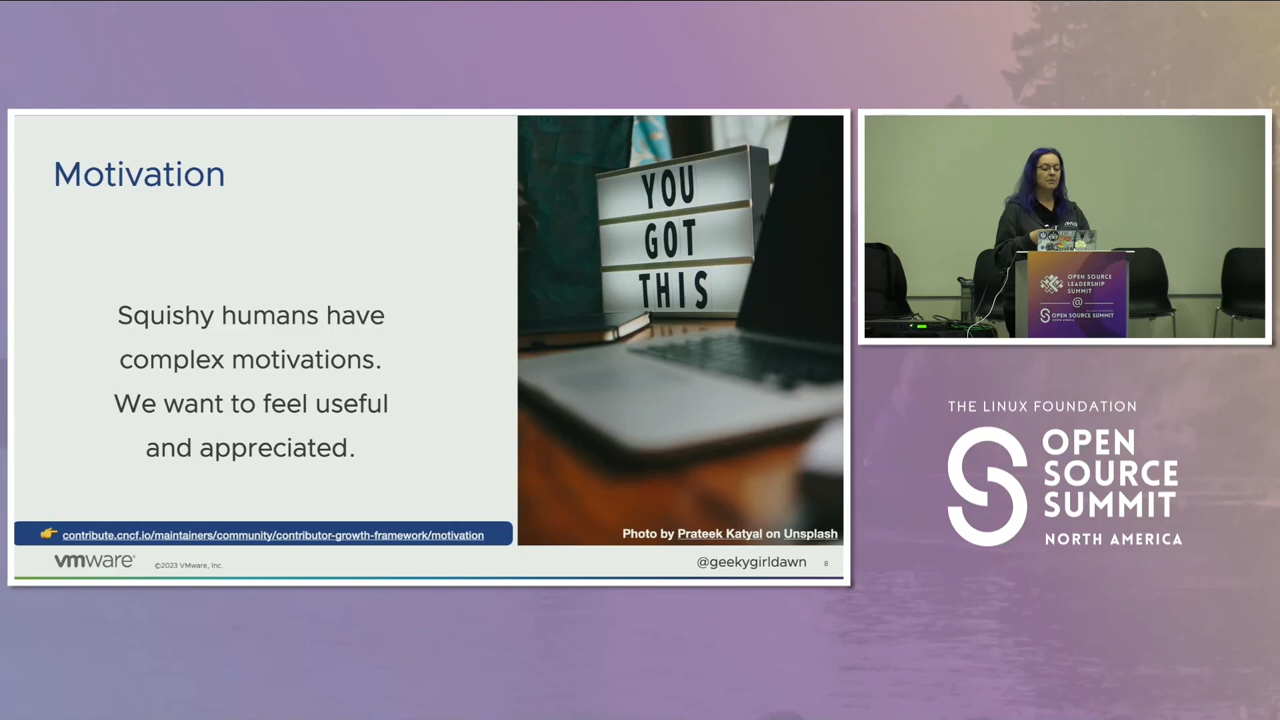 Motivation
Squishy humans have
complex motivations.
We want to feel useful
and appreciated.
👉 contribute.cncf.io/maintainers/community/contributor-growth-framework/motivation
YOU
GOT
THIS
Photo by Prateek Katyal on Unsplash
vmware®
©2023 VMware, Inc.
@geekygirldawn
8
OPEN SOURCE
LEADERSHIP
SUMMIT
@
OPEN SOURCE SUMMIT
NORTH AMERICA
THE LINUX FOUNDATION
OPEN
SOURCE
SUMMIT
NORTH AMERICA